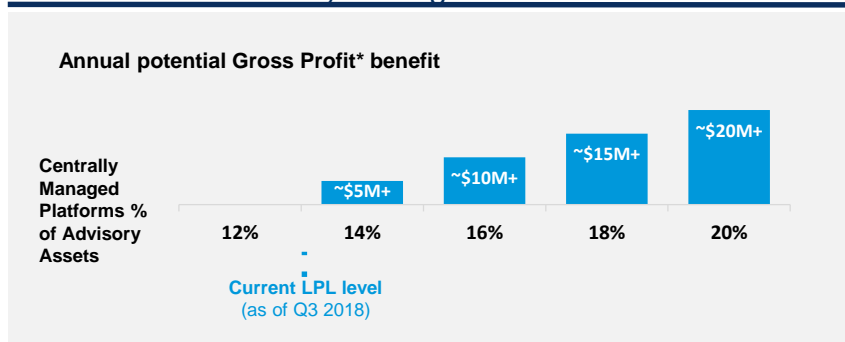 Annual potential Gross Profit* benefit
~$20M+
~$15M+
~$10M+
~$5M+
Centrally
Managed
Platforms %
of Advisory
Assets
12% 14% 16% 18% 20%
Current LPL level
(as of Q3 2018)